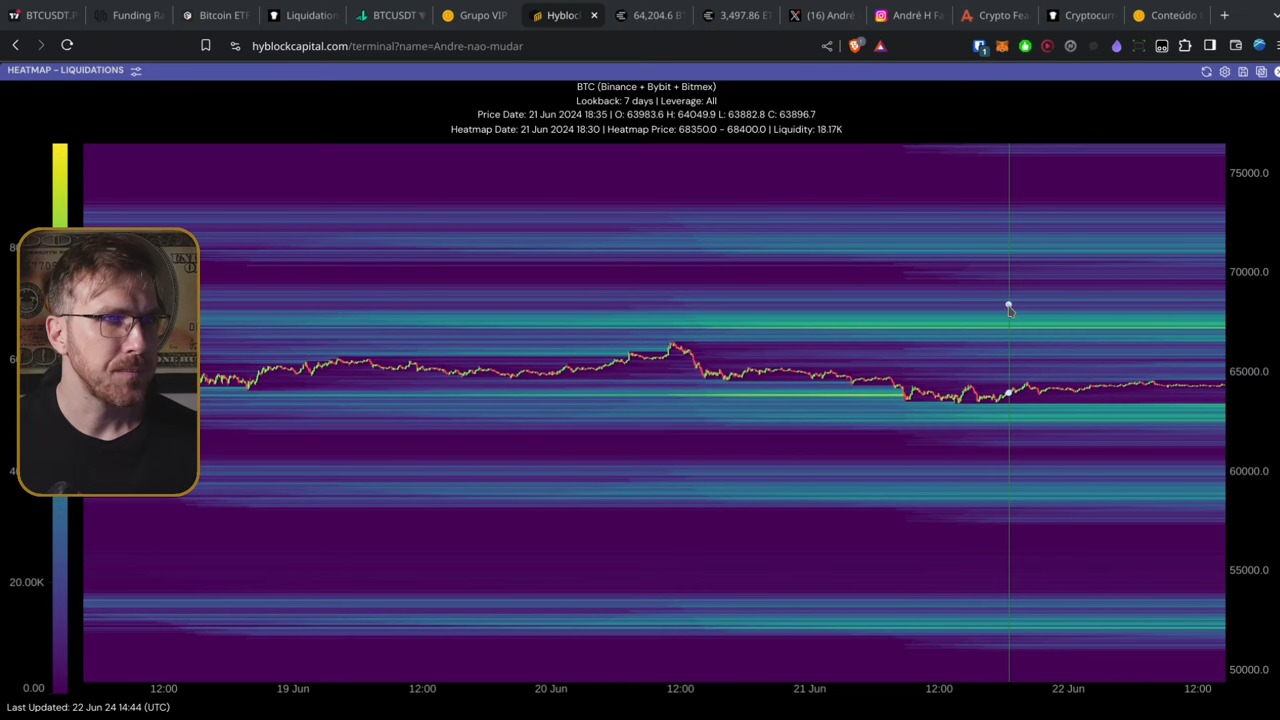 BTCUSDT.P
Funding Ra
Bitcoin ETF
Liquidation
BTCUSDT
Grupo VIP
Hyblock
64,204.6 B
3,497.86 E
(16) André
André H Fa
Crypto Fea
Cryptocurr
Conteúdo
hyblockcapital.com/terminal?name=Andre-nao-mudar
1
HEATMAP - LIQUIDATIONS
BTC (Binance + Bybit + Bitmex)
Lookback: 7 days | Leverage: All
Price Date: 21 Jun 2024 18:35 | O: 63983.6 H: 64049.9 L: 63882.8 C: 63896.7
Heatmap Date: 21 Jun 2024 18:30 | Heatmap Price: 68350.0 - 68400.0 | Liquidity: 18.17K
75000.0
70000.0
65000.0
60000.0
55000.0
50000.0
20.00K
0.00
12:00 19 Jun 12:00 20 Jun 12:00 21 Jun 12:00 22 Jun 12:00
Last Updated: 22 Jun 24 14:44 (UTC)